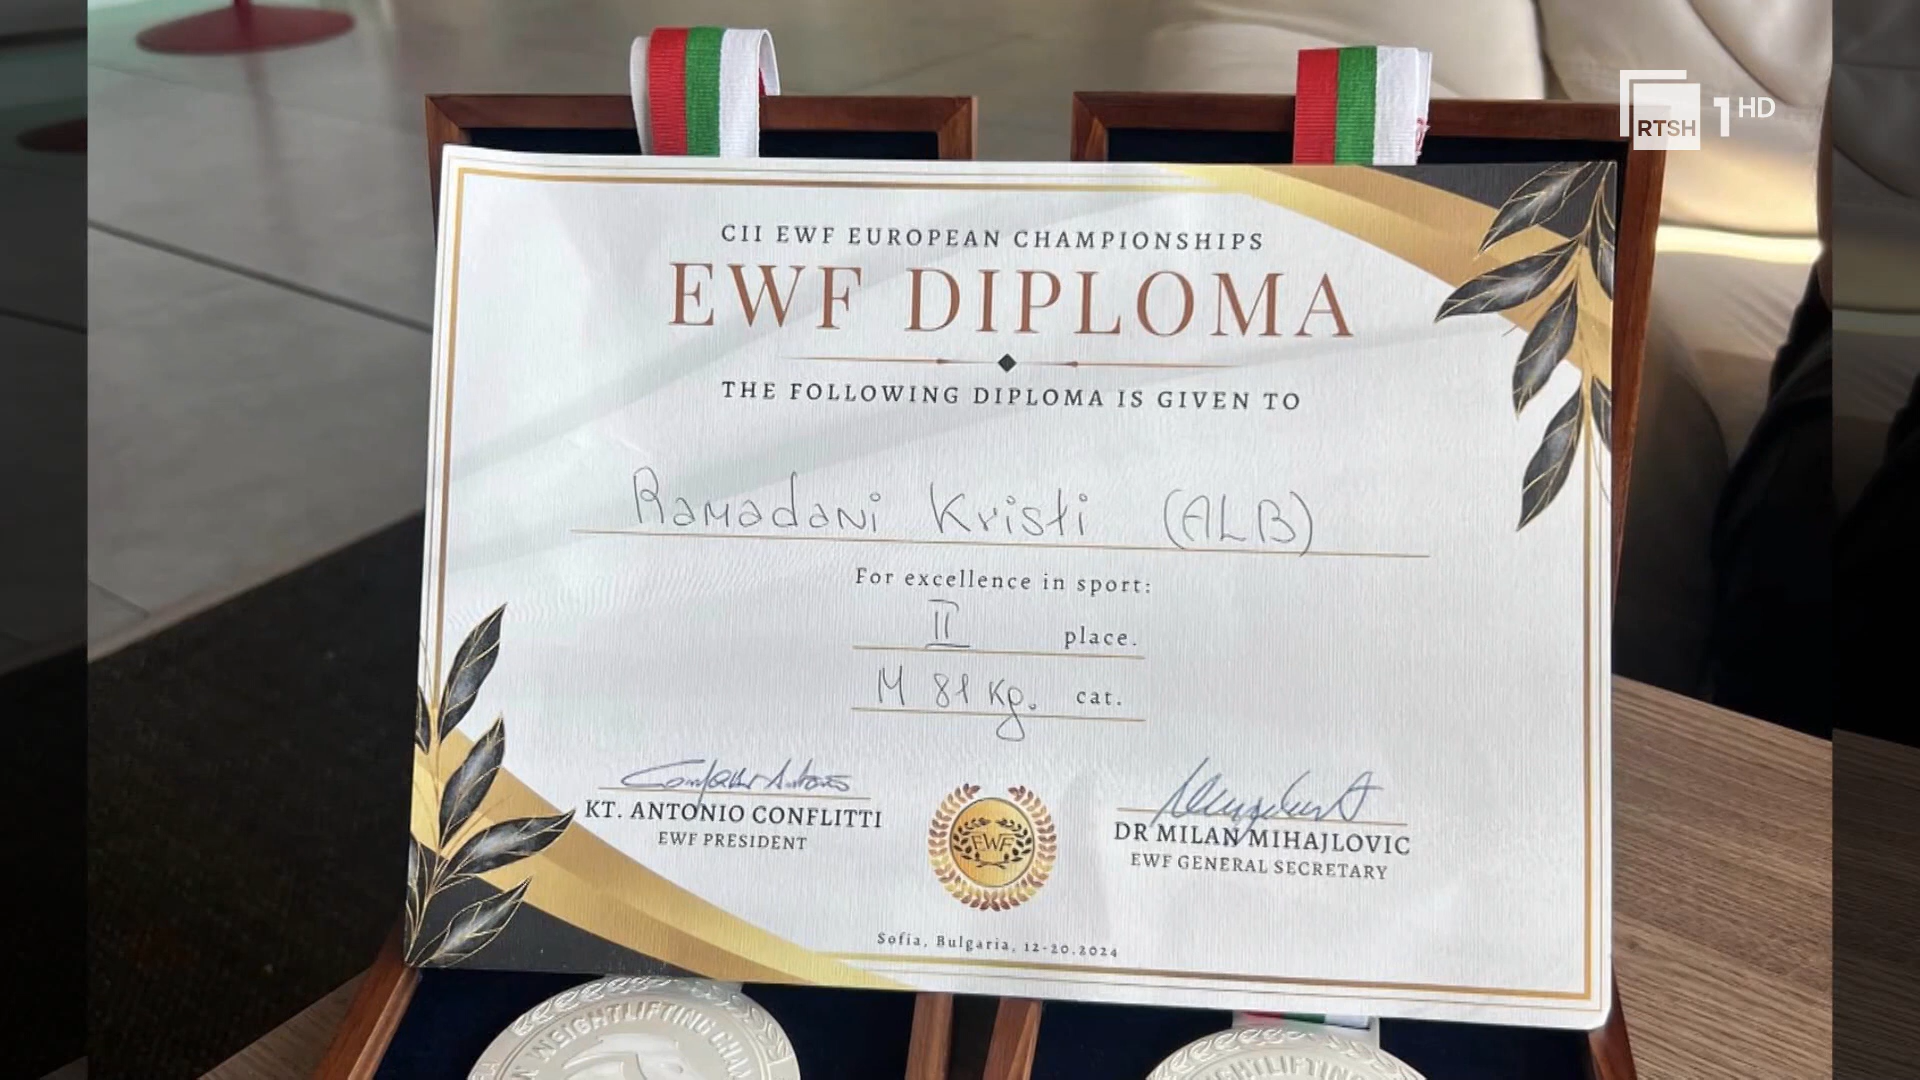 RTSH 1 HD
CII EWF EUROPEAN CHAMPIONSHIPS
EWF DIPLOMA
THE FOLLOWING DIPLOMA IS GIVEN TO
Ramadani Kristi (ALB)
For excellence in sport:
II place.
M 81 Kg. cat.
KT. ANTONIO CONFLITTI
EWF PRESIDENT
EWF
DR MILAN MIHAJLOVIC
EWF GENERAL SECRETARY
Sofia, Bulgaria, 12-20.2024
WEIGHTLIFTING